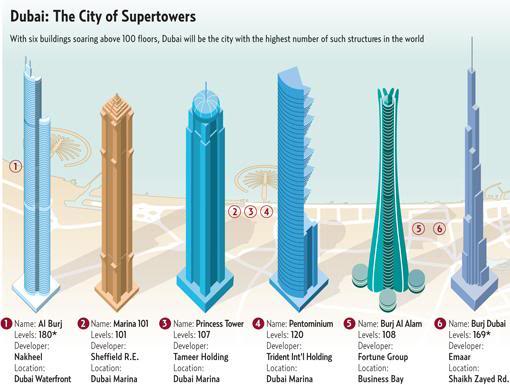 Dubai: The City of Supertowers
With six buildings soaring above 100 floors, Dubai will be the city with the highest number of such structures in the world
1
2 3 4
5 6
1 Name: Al Burj
Levels: 180*
Developer:
Nakheel
Location:
Dubai Waterfront
2 Name: Marina 101
Levels: 101
Developer:
Sheffield R.E.
Location:
Dubai Marina
3 Name: Princess Tower
Levels: 107
Developer:
Tameer Holding
Location:
Dubai Marina
4 Name: Pentominium
Levels: 120
Developer:
Trident Int'l Holding
Location:
Dubai Marina
5 Name: Burj Al Alam
Levels: 108
Developer:
Fortune Group
Location:
Business Bay
6 Name: Burj Dubai
Levels: 169*
Developer:
Emaar
Location:
Shaikh Zayed Rd.